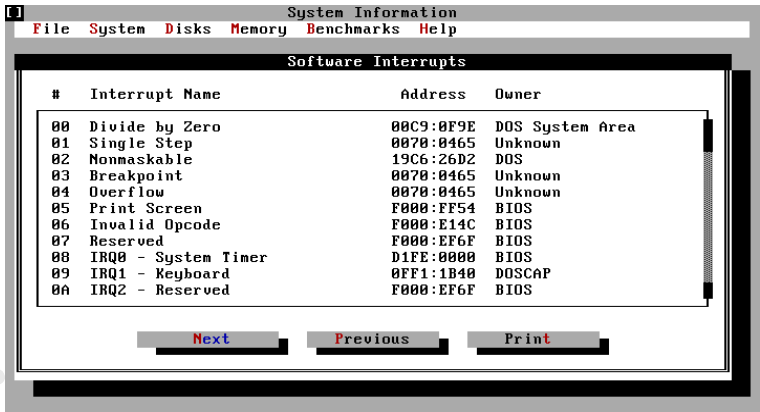 [ ] System Information
File System Disks Memory Benchmarks Help
Software Interrupts
# Interrupt Name Address Owner
00 Divide by Zero 00C9:0F9E DOS System Area
01 Single Step 0070:0465 Unknown
02 Nonmaskable 19C6:26D2 DOS
03 Breakpoint 0070:0465 Unknown
04 Overflow 0070:0465 Unknown
05 Print Screen F000:FF54 BIOS
06 Invalid Opcode F000:E14C BIOS
07 Reserved F000:EF6F BIOS
08 IRQ0 - System Timer D1FE:0000 BIOS
09 IRQ1 - Keyboard 0FF1:1B40 DOSCAP
0A IRQ2 - Reserved F000:EF6F BIOS
Next Previous Print